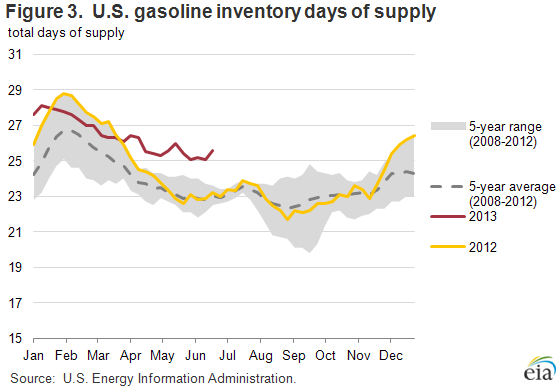 Figure 3.  U.S. gasoline inventory days of supply
total days of supply
31
29
27
25
23
21
19
17
15
Jan Feb Mar Apr May Jun Jul Aug Sep Oct Nov Dec
5-year range
(2008-2012)
5-year average
(2008-2012)
2013
2012
Source:  U.S. Energy Information Administration.
eia